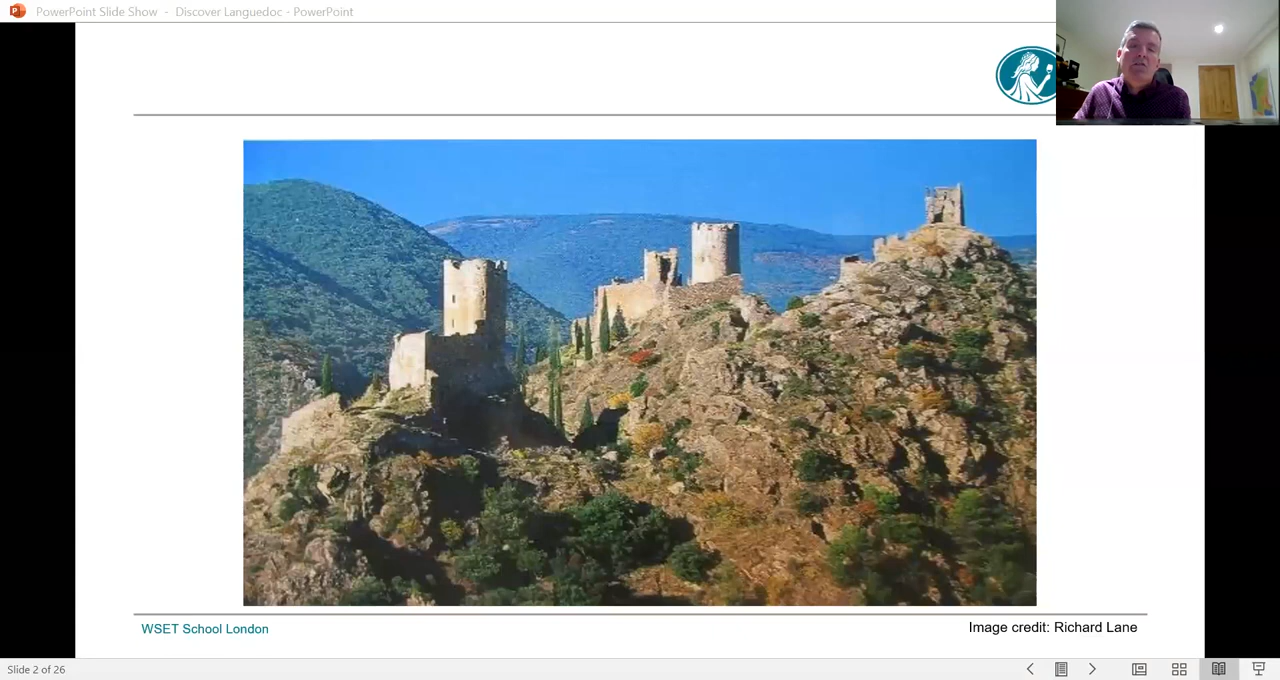 PowerPoint Slide Show - Discover Languedoc - PowerPoint
WSET School London
Image credit: Richard Lane
Slide 2 of 26